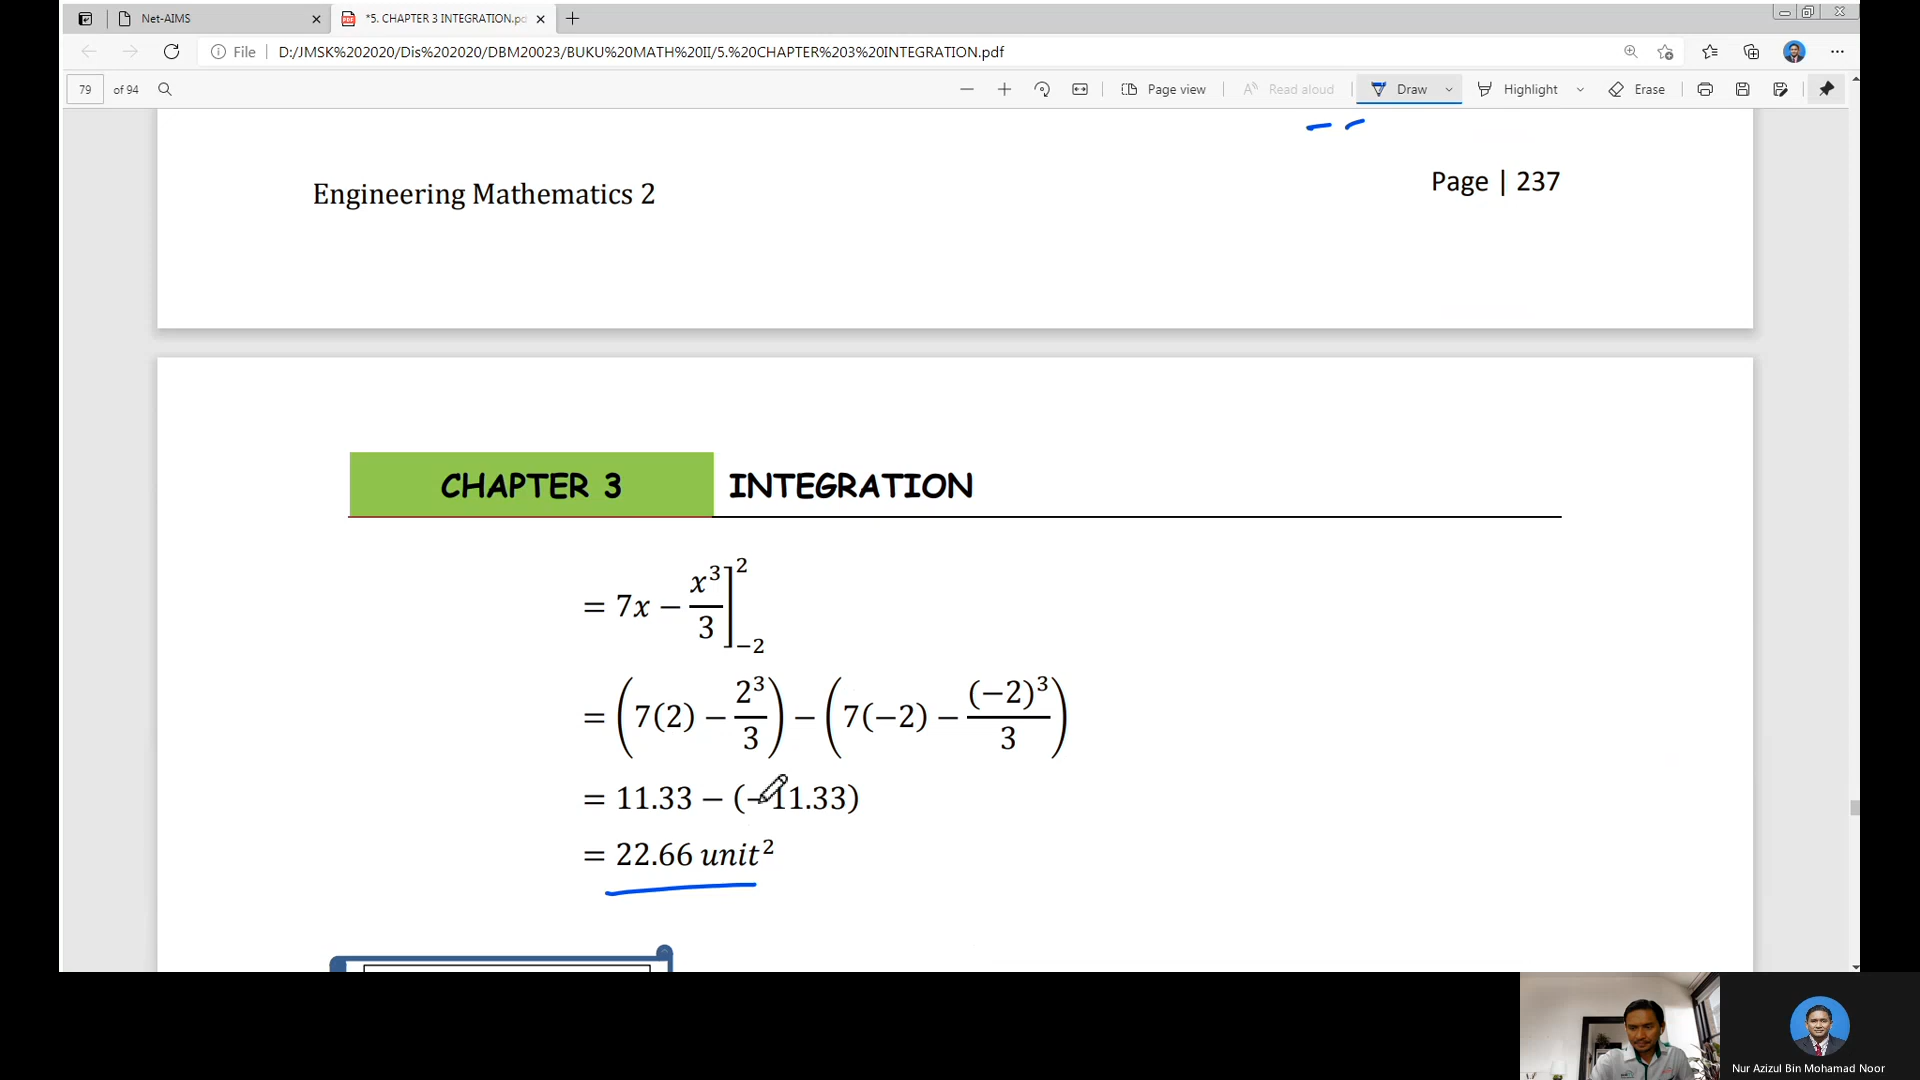 Net-AIMS
*5. CHAPTER 3 INTEGRATION.pd
File
D:/JMSK%202020/Dis%202020/DBM20023/BUKU%20MATH%20II/5.%20CHAPTER%203%20INTEGRATION.pdf
79 of 94
Page view
Read aloud
Draw
Highlight
Erase
Engineering Mathematics 2
Page | 237
CHAPTER 3 INTEGRATION
= 7x − x³/3]²₋₂
= (7(2) − 2³/3) − (7(−2) − (−2)³/3)
= 11.33 − (−11.33)
= 22.66 unit²
Nur Azizul Bin Mohamad Noor